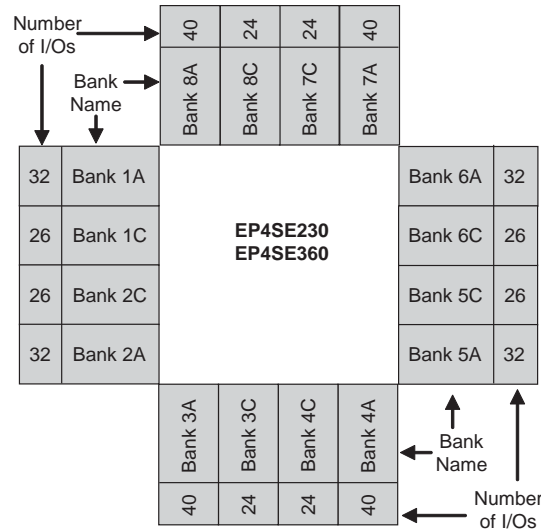 Number
of I/Os
40 24 24 40
Bank
Name
Bank 8A Bank 8C Bank 7C Bank 7A
32 Bank 1A
26 Bank 1C
26 Bank 2C
32 Bank 2A
EP4SE230
EP4SE360
Bank 6A 32
Bank 6C 26
Bank 5C 26
Bank 5A 32
Bank 3A Bank 3C Bank 4C Bank 4A
40 24 24 40
Bank
Name
Number
of I/Os